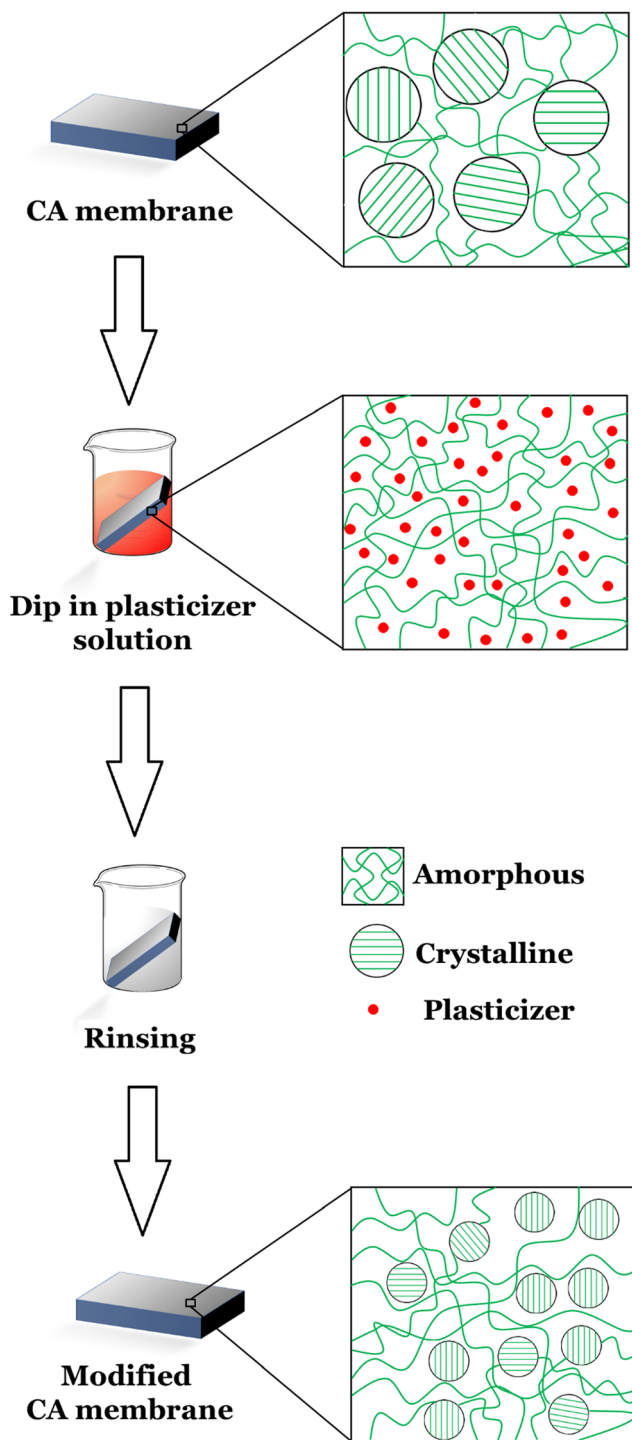 CA membrane
Dip in plasticizer
solution
Rinsing
Amorphous
Crystalline
Plasticizer
Modified
CA membrane